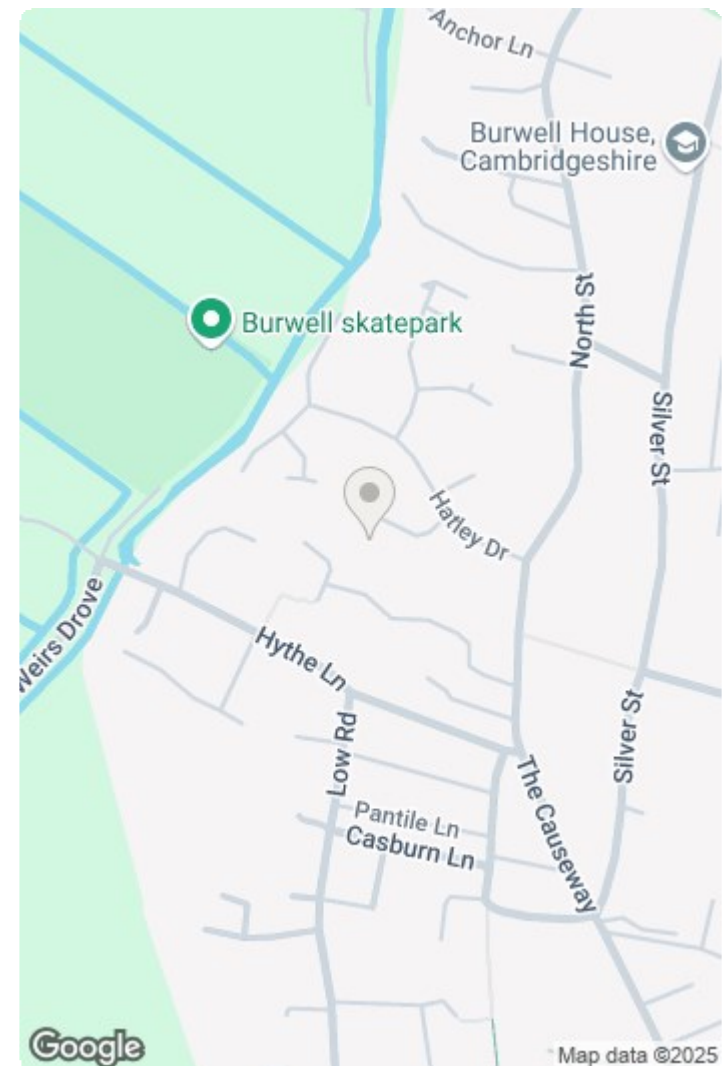 Anchor Ln
Burwell House,
Cambridgeshire
North St
Burwell skatepark
Silver St
Hatley Dr
Weirs Drove
Hythe Ln
Low Rd
Silver St
The Causeway
Pantile Ln
Casburn Ln
Google
Map data ©2025